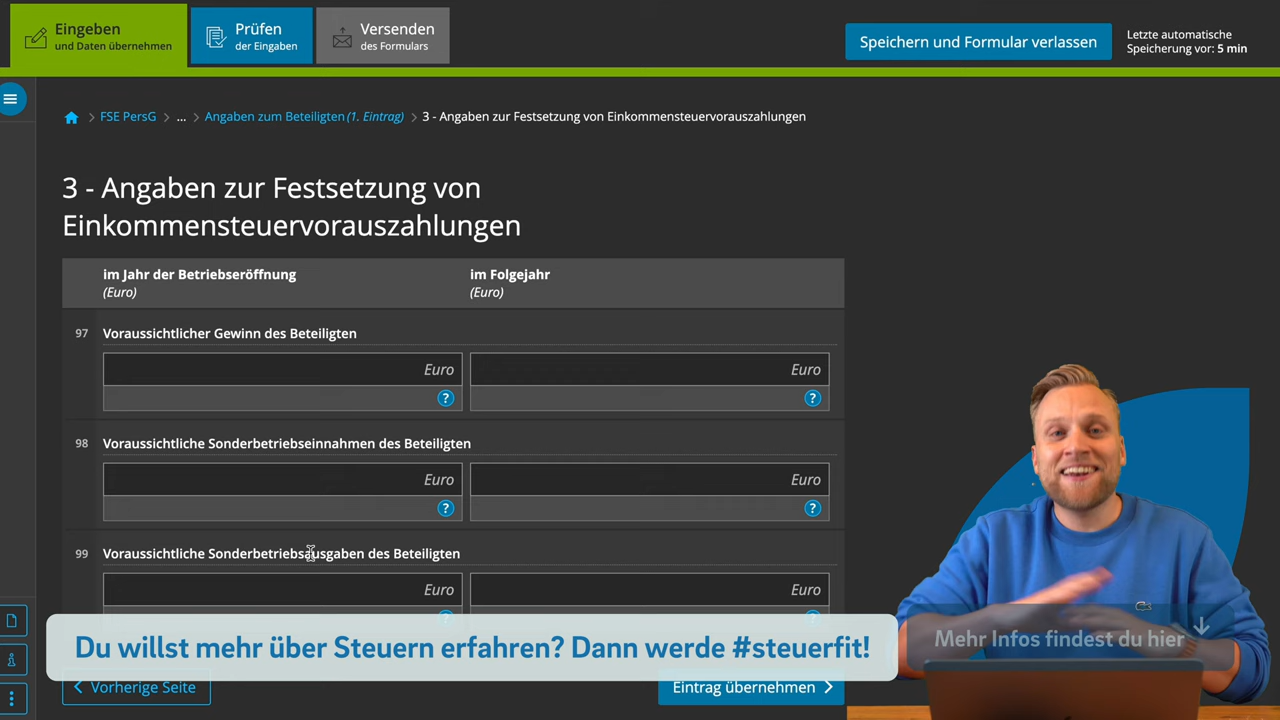 Eingeben
und Daten übernehmen
Prüfen
der Eingaben
Versenden
des Formulars
Speichern und Formular verlassen
Letzte automatische
Speicherung vor: 5 min
FSE PersG > ... > Angaben zum Beteiligten (1. Eintrag) > 3 - Angaben zur Festsetzung von Einkommensteuervorauszahlungen
3 - Angaben zur Festsetzung von
Einkommensteuervorauszahlungen
im Jahr der Betriebseröffnung
(Euro)
im Folgejahr
(Euro)
97 Voraussichtlicher Gewinn des Beteiligten
Euro Euro
? ?
98 Voraussichtliche Sonderbetriebseinnahmen des Beteiligten
Euro Euro
? ?
99 Voraussichtliche Sonderbetriebsausgaben des Beteiligten
Euro Euro
Du willst mehr über Steuern erfahren? Dann werde #steuerfit!
Mehr Infos findest du hier
Vorherige Seite
Eintrag übernehmen